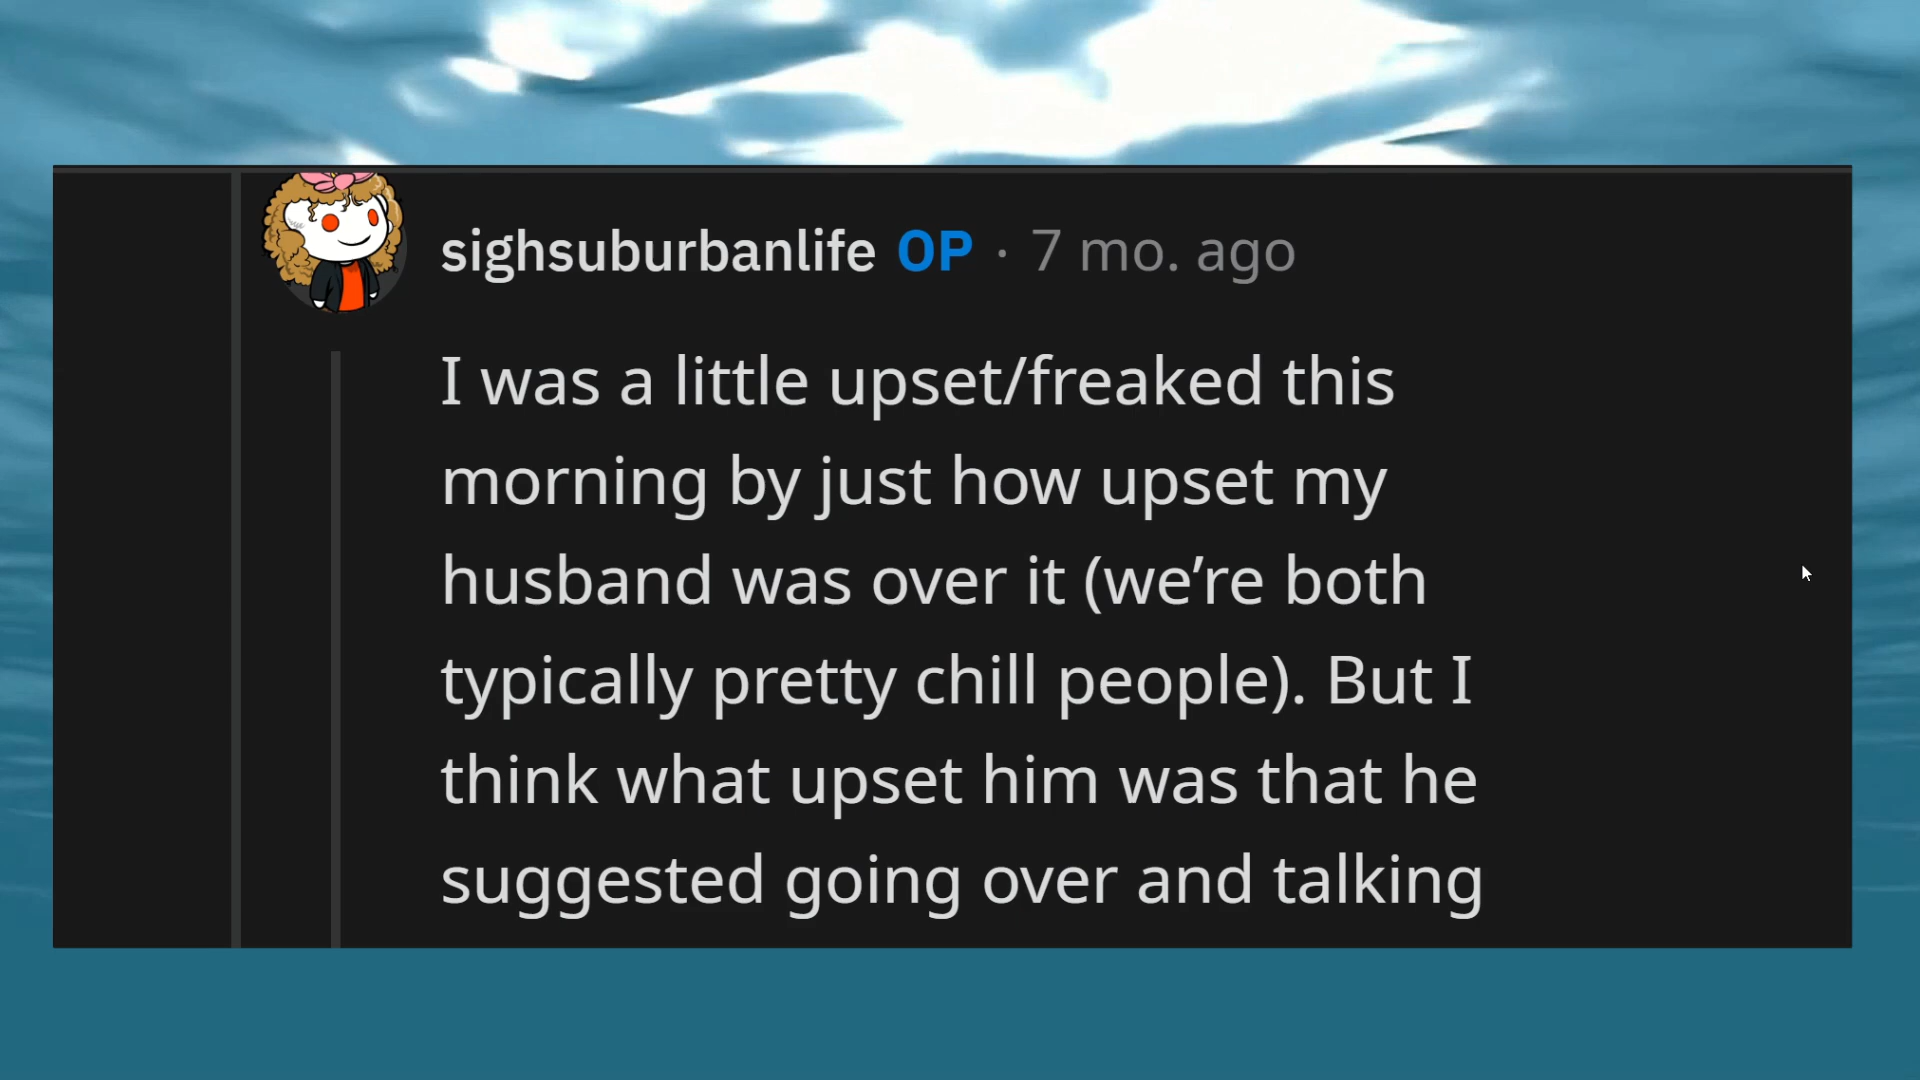 sighsuburbanlife OP · 7 mo. ago
I was a little upset/freaked this
morning by just how upset my
husband was over it (we’re both
typically pretty chill people). But I
think what upset him was that he
suggested going over and talking